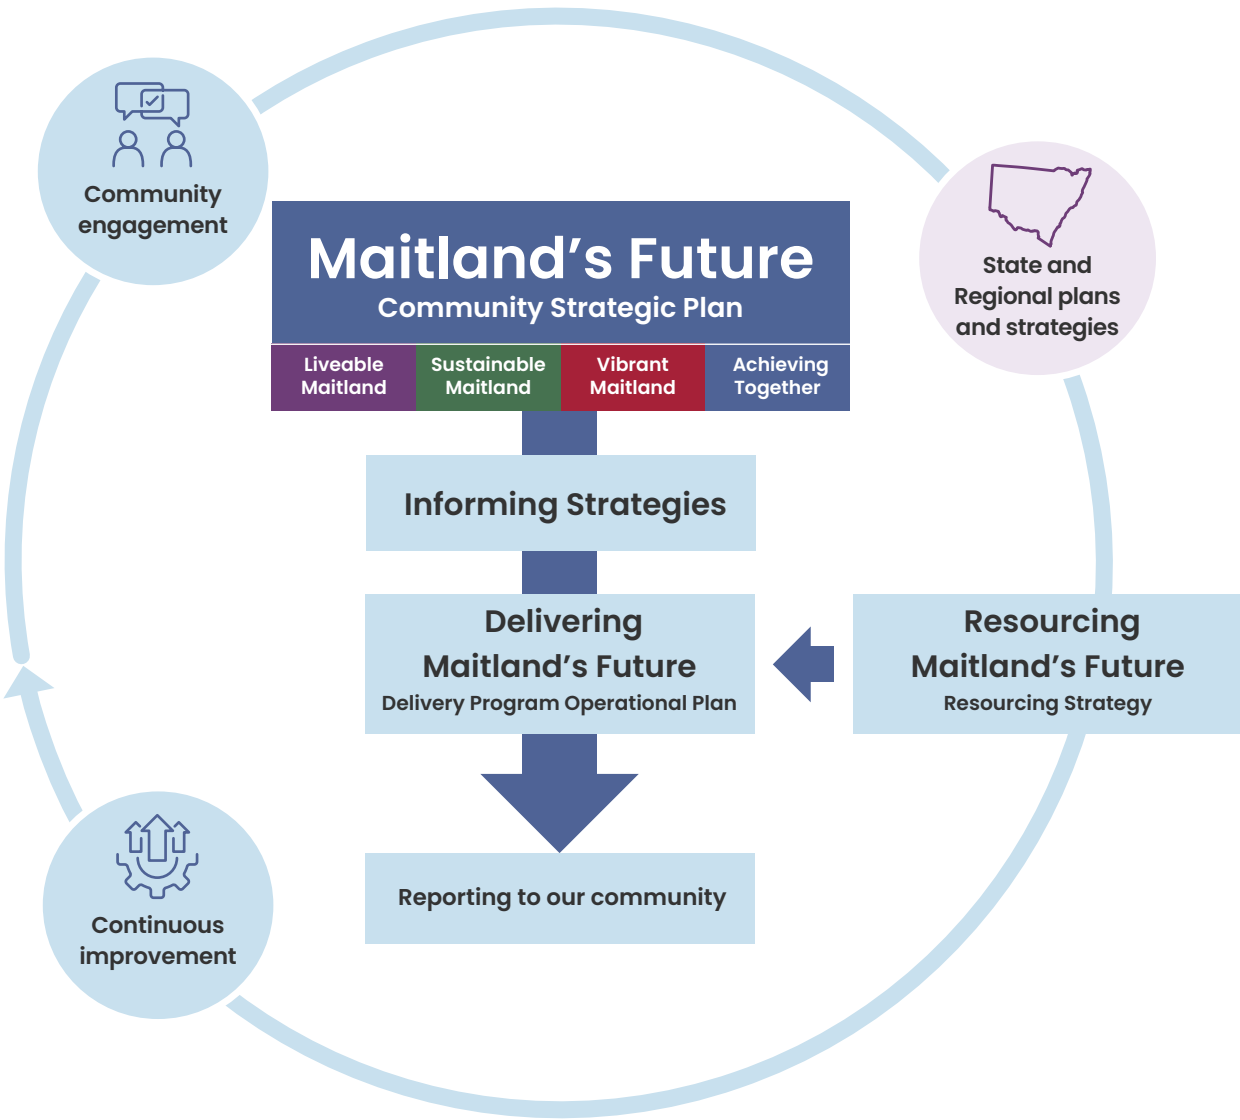 Community
engagement
Maitland's Future
Community Strategic Plan
Liveable
Maitland
Sustainable
Maitland
Vibrant
Maitland
Achieving
Together
State and
Regional plans
and strategies
Informing Strategies
Delivering
Maitland's Future
Delivery Program Operational Plan
Resourcing
Maitland's Future
Resourcing Strategy
Reporting to our community
Continuous
improvement